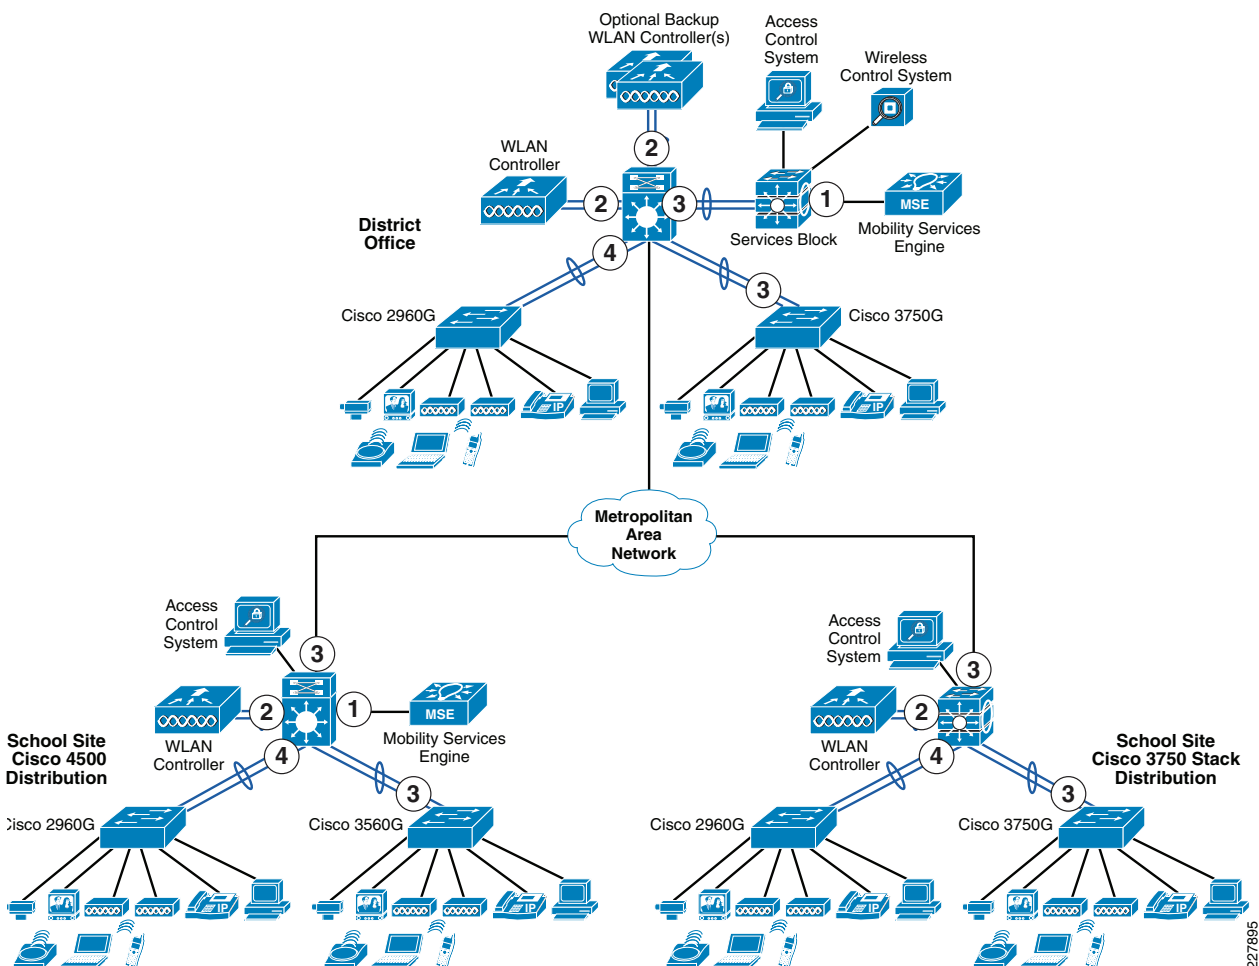 Optional Backup
WLAN Controller(s)
Access
Control
System
Wireless
Control System
WLAN
Controller
2
2
3
1
MSE
District
Office
Services Block
Mobility Services
Engine
4
3
Cisco 2960G
Cisco 3750G
IP
IP
Metropolitan
Area
Network
Access
Control
System
3
2
1
MSE
WLAN
Controller
Mobility Services
Engine
4
3
School Site
Cisco 4500
Distribution
Cisco 2960G
Cisco 3560G
IP
IP
Access
Control
System
3
2
WLAN
Controller
4
3
School Site
Cisco 3750 Stack
Distribution
Cisco 2960G
Cisco 3750G
IP
IP
227895